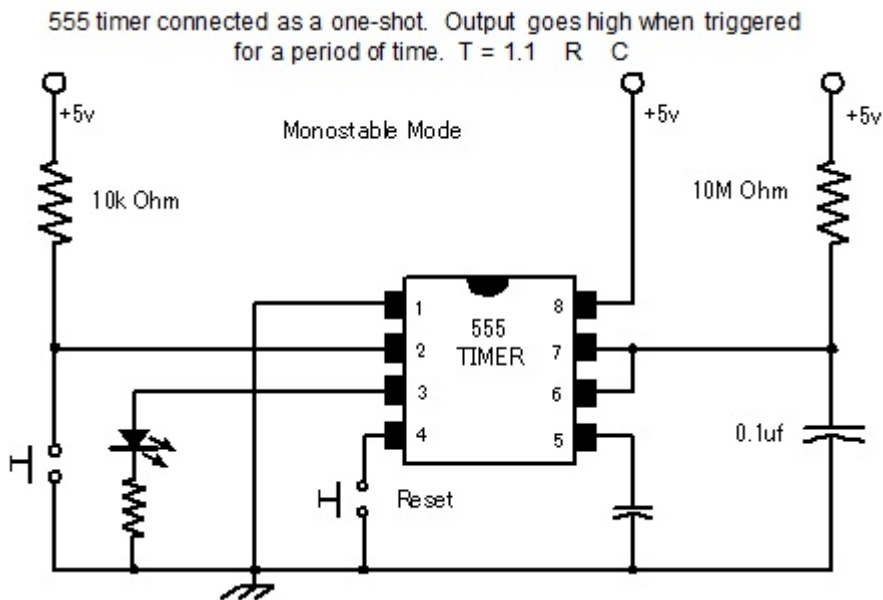 555 timer connected as a one-shot. Output goes high when triggered
for a period of time. T = 1.1 R C
+5v
+5v
+5v
Monostable Mode
10k Ohm
10M Ohm
1
8
555
TIMER
2
7
3
6
4
5
0.1uf
Reset